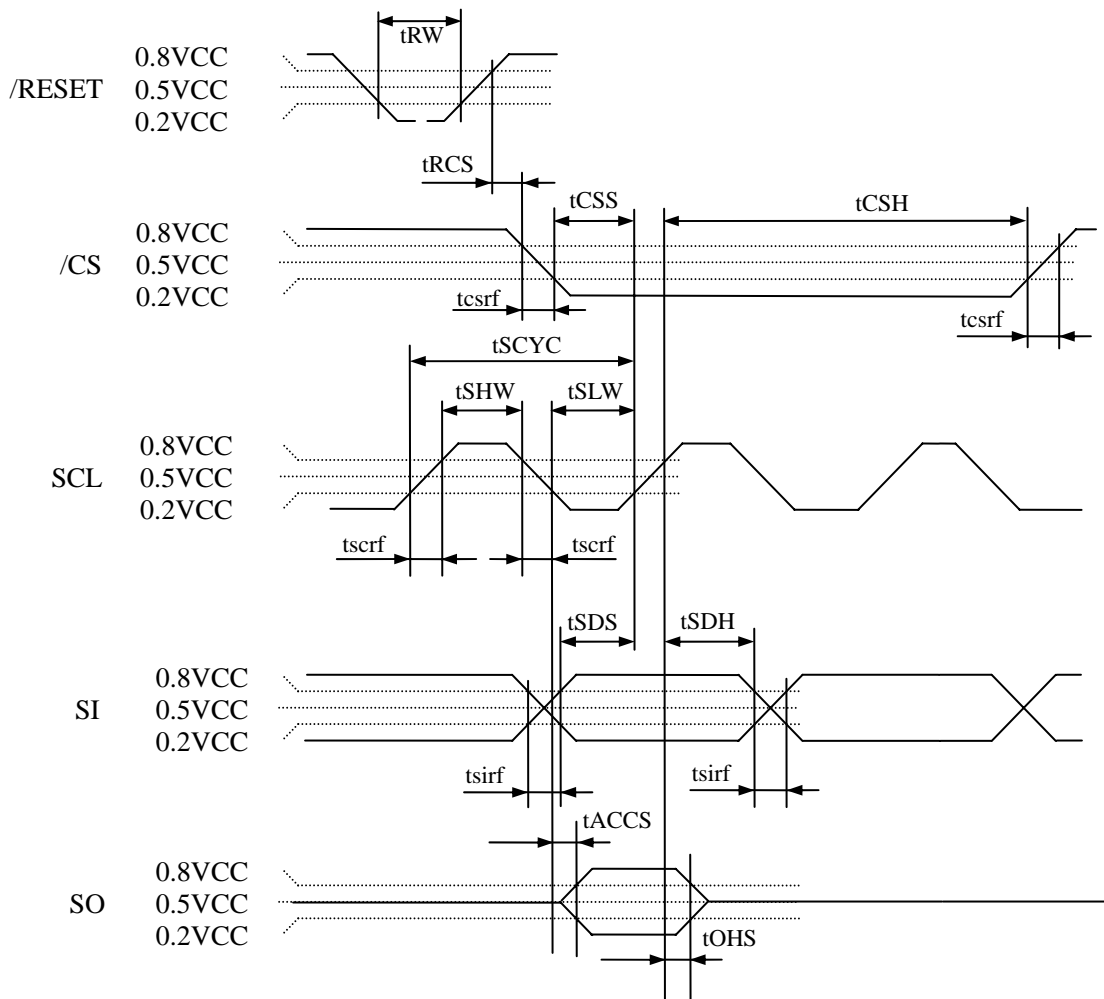 tRW
0.8VCC
/RESET 0.5VCC
0.2VCC
tRCS
tCSS tCSH
0.8VCC
/CS 0.5VCC
0.2VCC
tcsrf tcsrf
tSCYC
tSHW tSLW
0.8VCC
SCL 0.5VCC
0.2VCC
tscrf tscrf
tSDS tSDH
0.8VCC
SI 0.5VCC
0.2VCC
tsirf tsirf
tACCS
0.8VCC
SO 0.5VCC
0.2VCC
tOHS